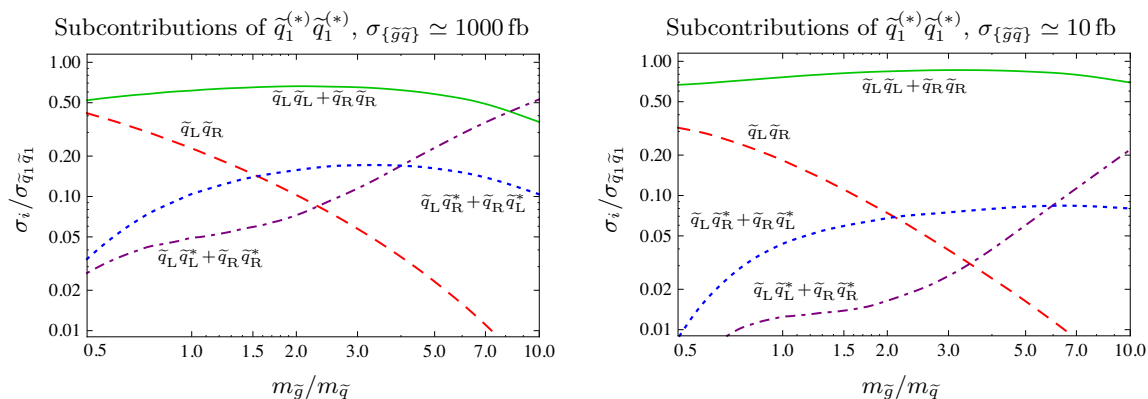 Subcontributions of q̃₁⁽*⁾q̃₁⁽*⁾, σ_{g̃q̃} ≃ 1000 fb
σᵢ/σ_q̃₁q̃₁
1.00
0.50
0.20
0.10
0.05
0.02
0.01
q̃_L q̃_L + q̃_R q̃_R
q̃_L q̃_R
q̃_L q̃_R* + q̃_R q̃_L*
q̃_L q̃_L* + q̃_R q̃_R*
0.5 1.0 1.5 2.0 3.0 5.0 7.0 10.0
m_g̃/m_q̃
Subcontributions of q̃₁⁽*⁾q̃₁⁽*⁾, σ_{g̃q̃} ≃ 10 fb
σᵢ/σ_q̃₁q̃₁
1.00
0.50
0.20
0.10
0.05
0.02
0.01
q̃_L q̃_L + q̃_R q̃_R
q̃_L q̃_R
q̃_L q̃_R* + q̃_R q̃_L*
q̃_L q̃_L* + q̃_R q̃_R*
0.5 1.0 1.5 2.0 3.0 5.0 7.0 10.0
m_g̃/m_q̃